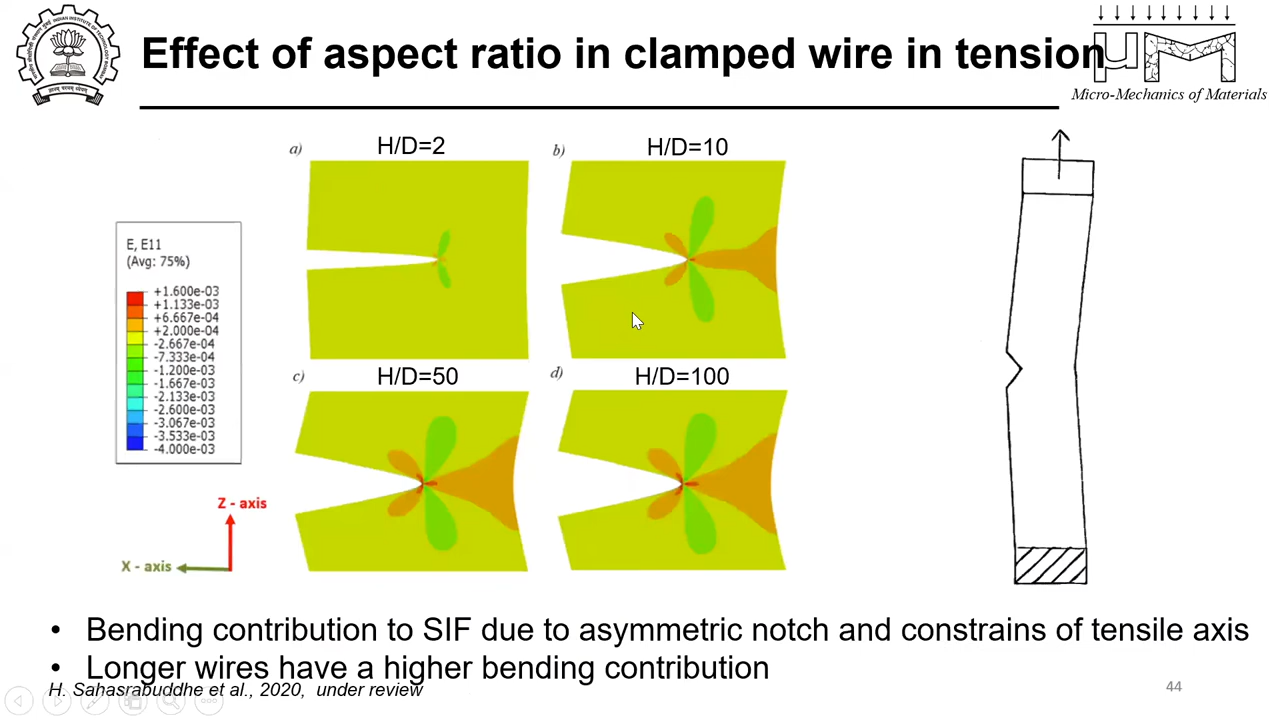 Effect of aspect ratio in clamped wire in tension
Micro-Mechanics of Materials
a)
H/D=2
b)
H/D=10
E, E11
(Avg: 75%)
+1.600e-03
+1.133e-03
+6.667e-04
+2.000e-04
-2.667e-04
-7.333e-04
-1.200e-03
-1.667e-03
-2.133e-03
-2.600e-03
-3.067e-03
-3.533e-03
-4.000e-03
c)
H/D=50
d)
H/D=100
Z - axis
X - axis
• Bending contribution to SIF due to asymmetric notch and constrains of tensile axis
• Longer wires have a higher bending contribution
H. Sahasrabuddhe et al., 2020, under review
44